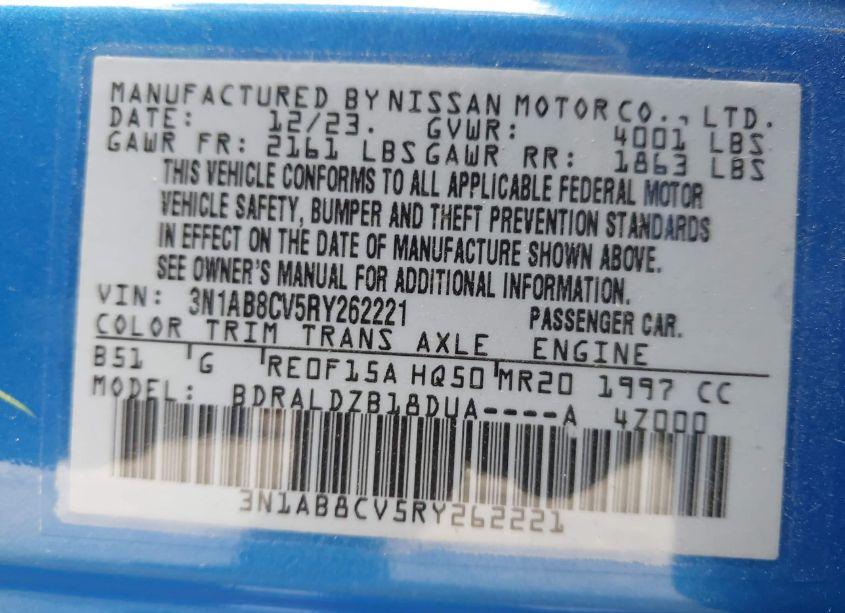 MANUFACTURED BY NISSAN MOTOR CO., LTD.
DATE: 12/23. GVWR: 4001 LBS
GAWR FR: 2161 LBS GAWR RR: 1863 LBS
THIS VEHICLE CONFORMS TO ALL APPLICABLE FEDERAL MOTOR
VEHICLE SAFETY, BUMPER AND THEFT PREVENTION STANDARDS
IN EFFECT ON THE DATE OF MANUFACTURE SHOWN ABOVE.
SEE OWNER'S MANUAL FOR ADDITIONAL INFORMATION.
VIN: 3N1AB8CV5RY262221 PASSENGER CAR.
COLOR TRIM TRANS AXLE ENGINE
B51 G RE0F15A HQ50 MR20 1997 CC
MODEL: BDRALDZB18DUA----A 4Z000
3N1AB8CV5RY262221